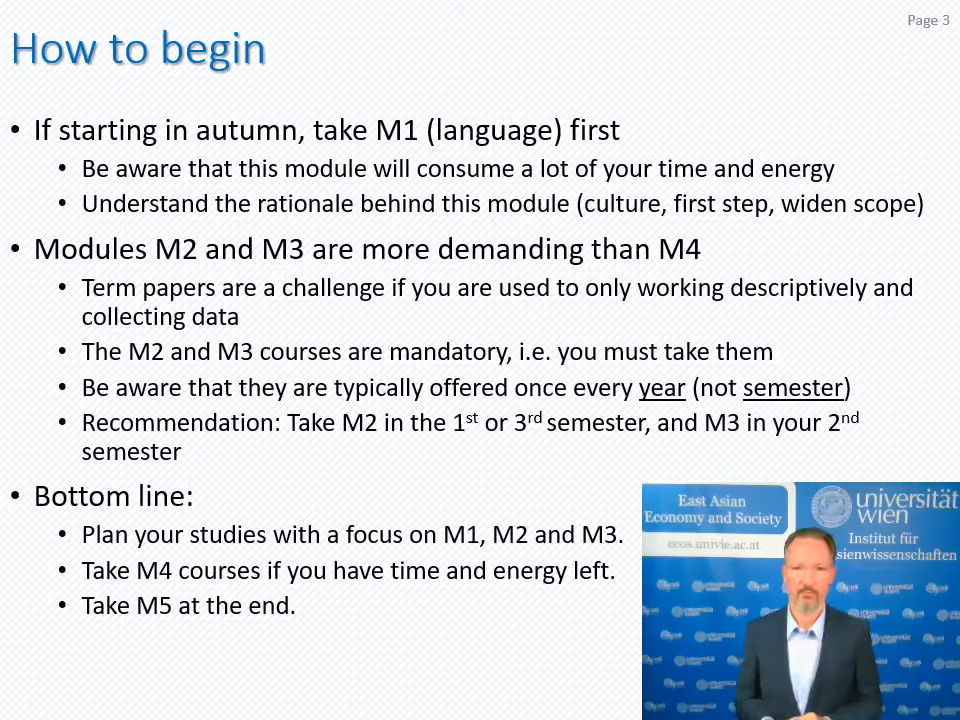 Page 3
How to begin
• If starting in autumn, take M1 (language) first
• Be aware that this module will consume a lot of your time and energy
• Understand the rationale behind this module (culture, first step, widen scope)
• Modules M2 and M3 are more demanding than M4
• Term papers are a challenge if you are used to only working descriptively and
collecting data
• The M2 and M3 courses are mandatory, i.e. you must take them
• Be aware that they are typically offered once every year (not semester)
• Recommendation: Take M2 in the 1st or 3rd semester, and M3 in your 2nd
semester
• Bottom line:
• Plan your studies with a focus on M1, M2 and M3.
• Take M4 courses if you have time and energy left.
• Take M5 at the end.
East Asian
Economy and Society
ecos.univie.ac.at
universität
wien
Institut für
sienwissenschaften